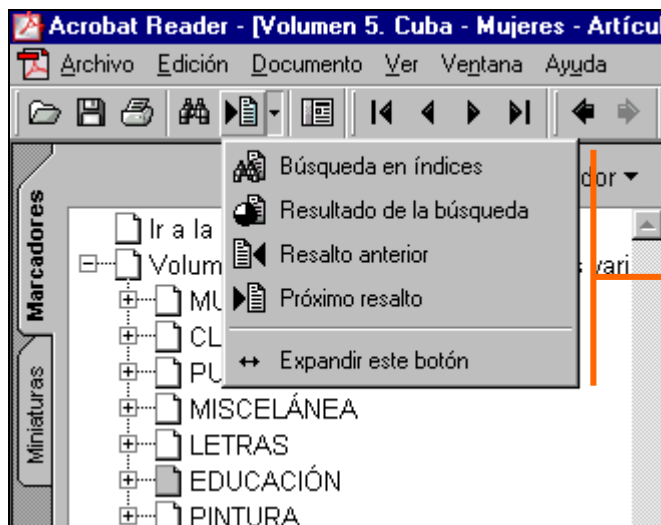 Acrobat Reader - [Volumen 5. Cuba - Mujeres - Artícul
Archivo Edición Documento Ver Ventana Ayuda
dor
Búsqueda en índices
Resultado de la búsqueda
Resalto anterior
Próximo resalto
Expandir este botón
Marcadores
Miniaturas
Ir a la
Volum
s vari
MU
CL
PU
MISCELÁNEA
LETRAS
EDUCACIÓN
PINTURA